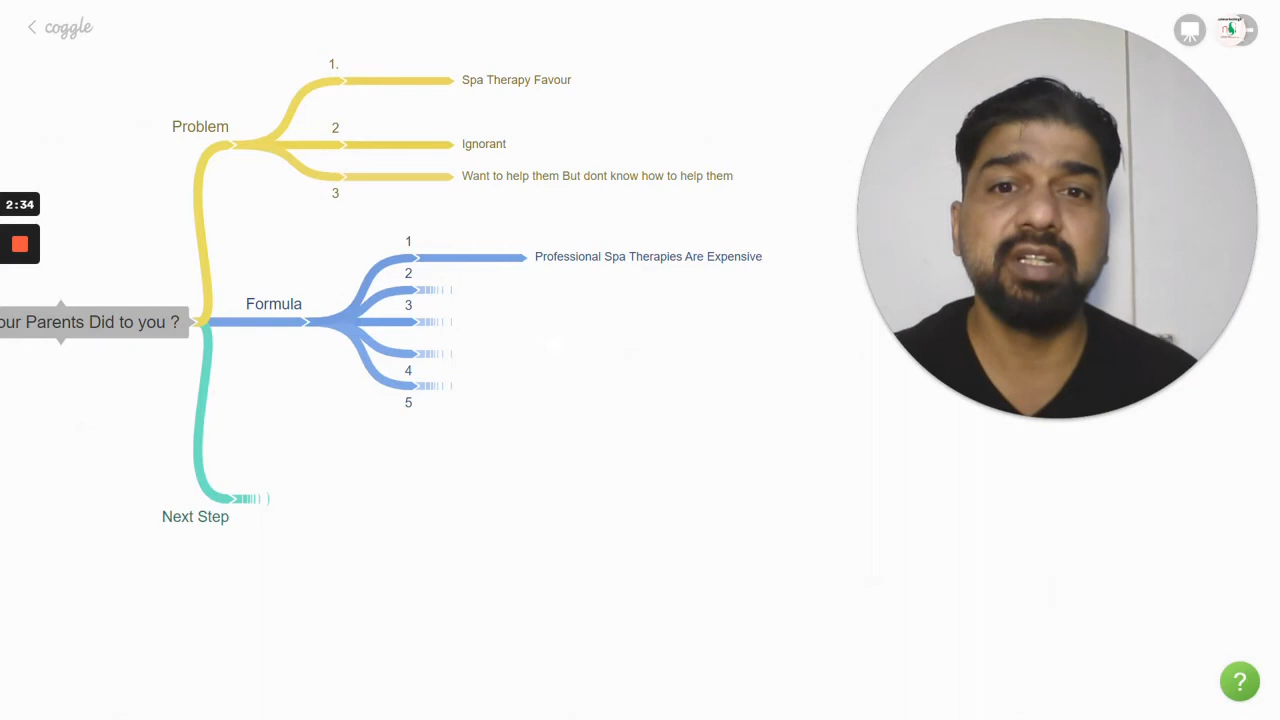 coggle
1.
Spa Therapy Favour
Problem
2
Ignorant
Want to help them But dont know how to help them
3
2:34
1
Professional Spa Therapies Are Expensive
2
Formula
3
our Parents Did to you ?
4
5
Next Step
?